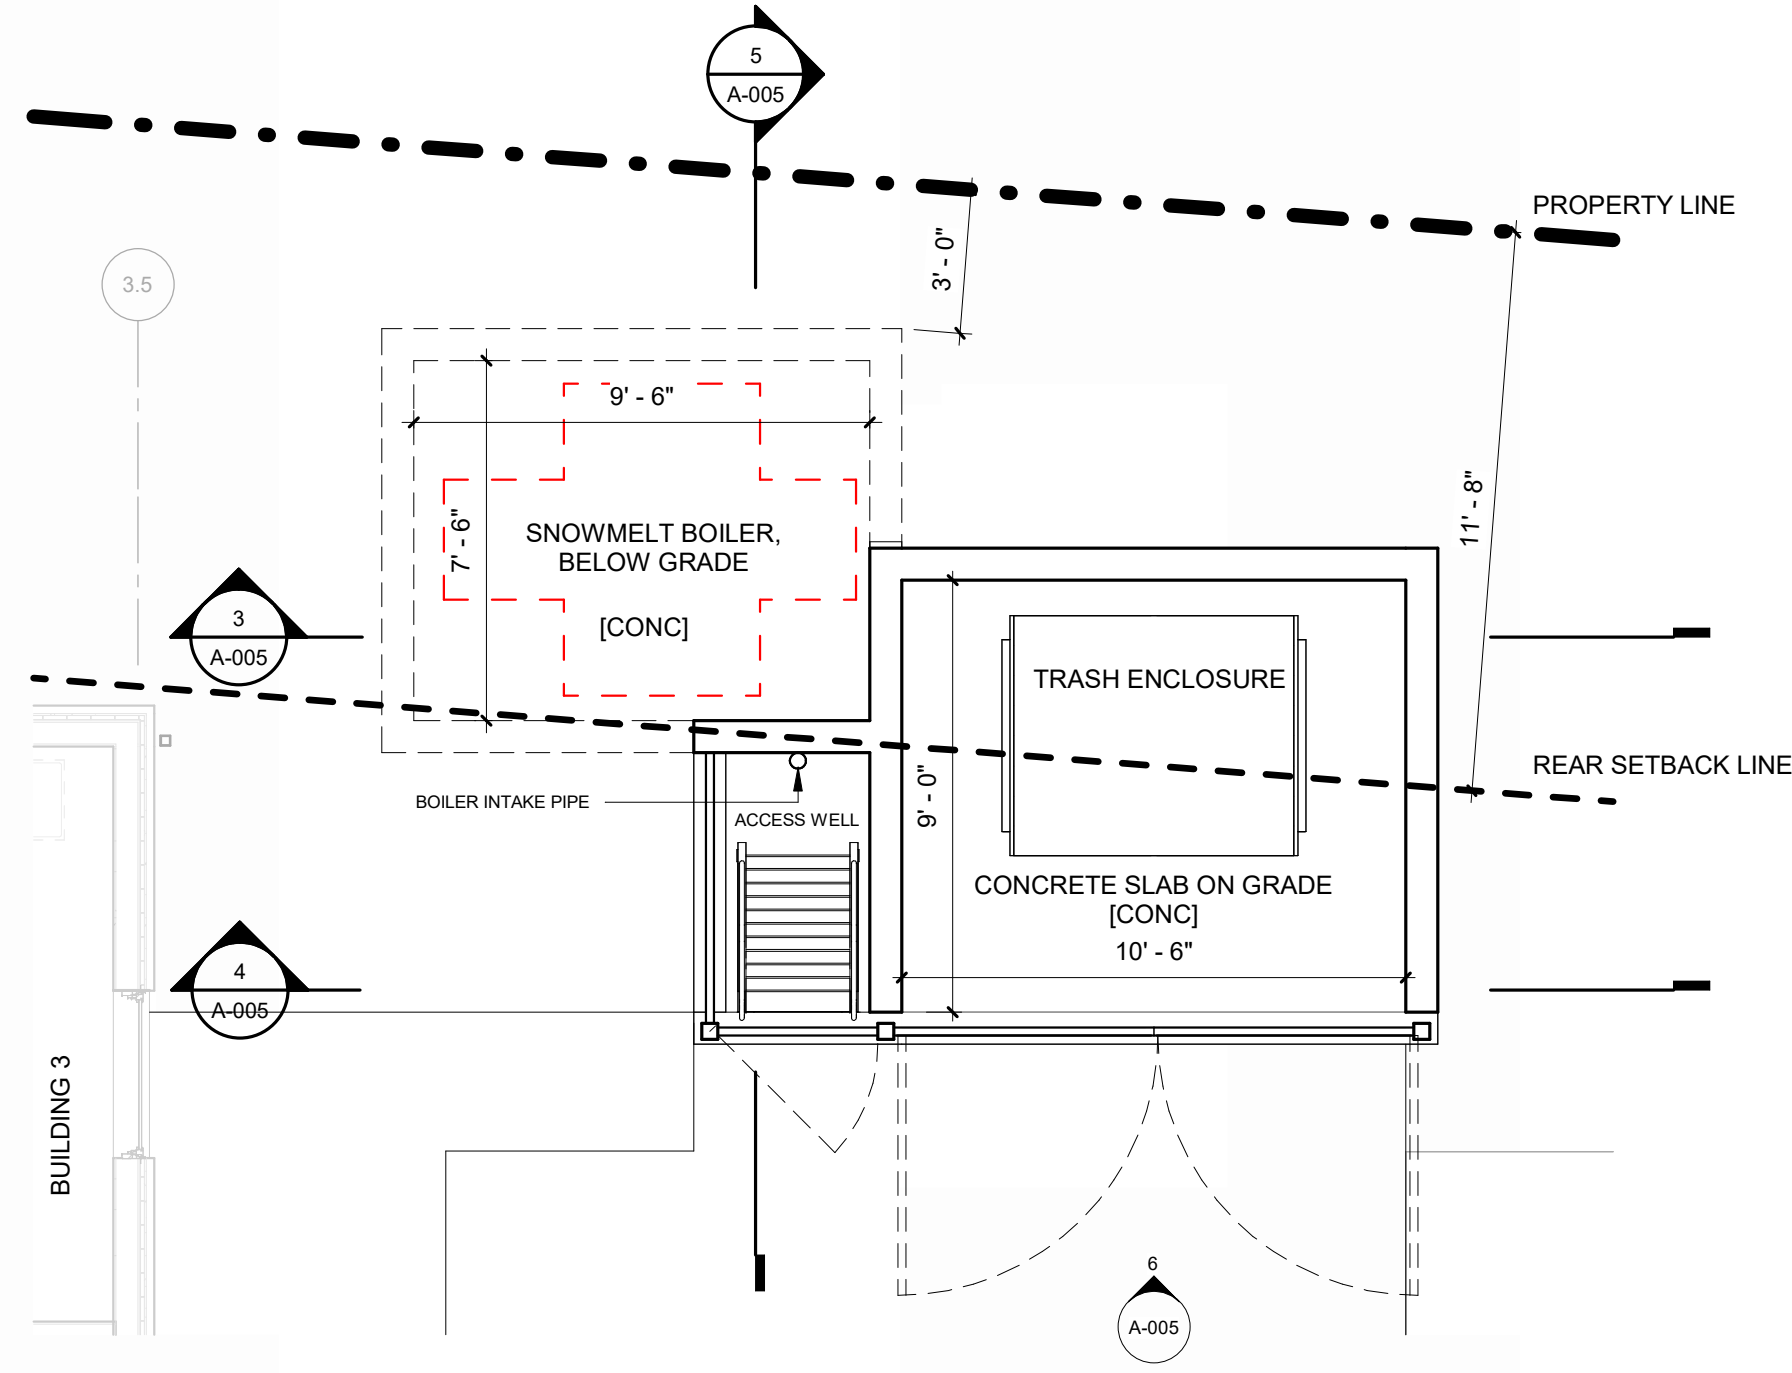 5
A-005
PROPERTY LINE
3' - 0"
3.5
9' - 6"
11' - 8"
7' - 6"
SNOWMELT BOILER,
BELOW GRADE
[CONC]
3
A-005
TRASH ENCLOSURE
REAR SETBACK LINE
9' - 0"
BOILER INTAKE PIPE
ACCESS WELL
CONCRETE SLAB ON GRADE
[CONC]
10' - 6"
4
A-005
BUILDING 3
6
A-005